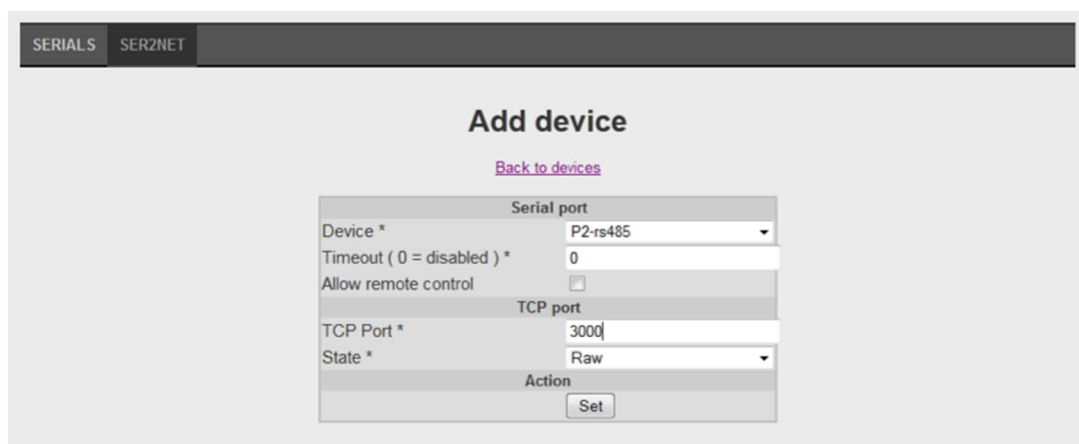 SERIALS SER2NET
Add device
Back to devices
Serial port
Device * P2-rs485
Timeout ( 0 = disabled ) * 0
Allow remote control
TCP port
TCP Port * 3000
State * Raw
Action
Set